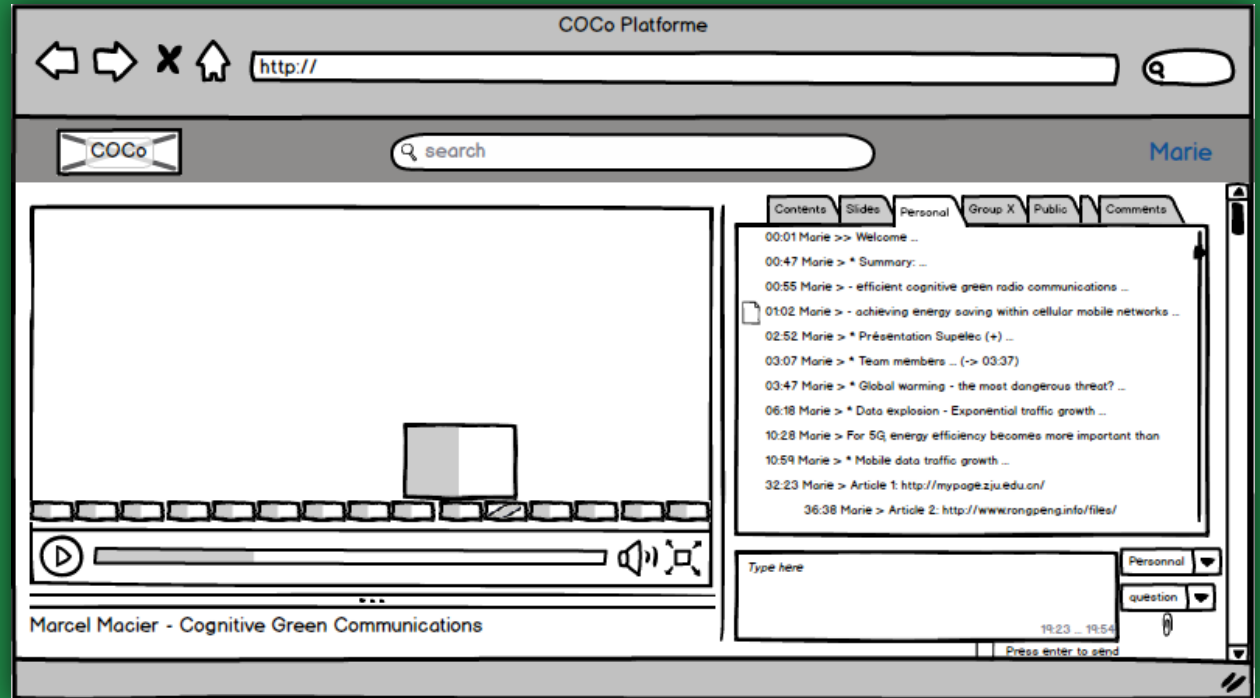 COCo Platforme
http://
COCo
search
Marie
Contents Slides Personal Group X Public Comments
00:01 Marie >> Welcome ...
00:47 Marie > * Summary: ...
00:55 Marie > - efficient cognitive green radio communications ...
01:02 Marie > - achieving energy saving within cellular mobile networks ...
02:52 Marie > * Présentation Supelec (+) ...
03:07 Marie > * Team members ... (-> 03:37)
03:47 Marie > * Global warming - the most dangerous threat? ...
06:18 Marie > * Data explosion - Exponential traffic growth ...
10:28 Marie > For 5G, energy efficiency becomes more important than
10:59 Marie > * Mobile data traffic growth ...
32:23 Marie > Article 1: http://mypage.zju.edu.cn/
36:38 Marie > Article 2: http://www.rongpeng.info/files/
Type here
19:23 ... 19:54
Personnal
question
Press enter to send
Marcel Macier - Cognitive Green Communications